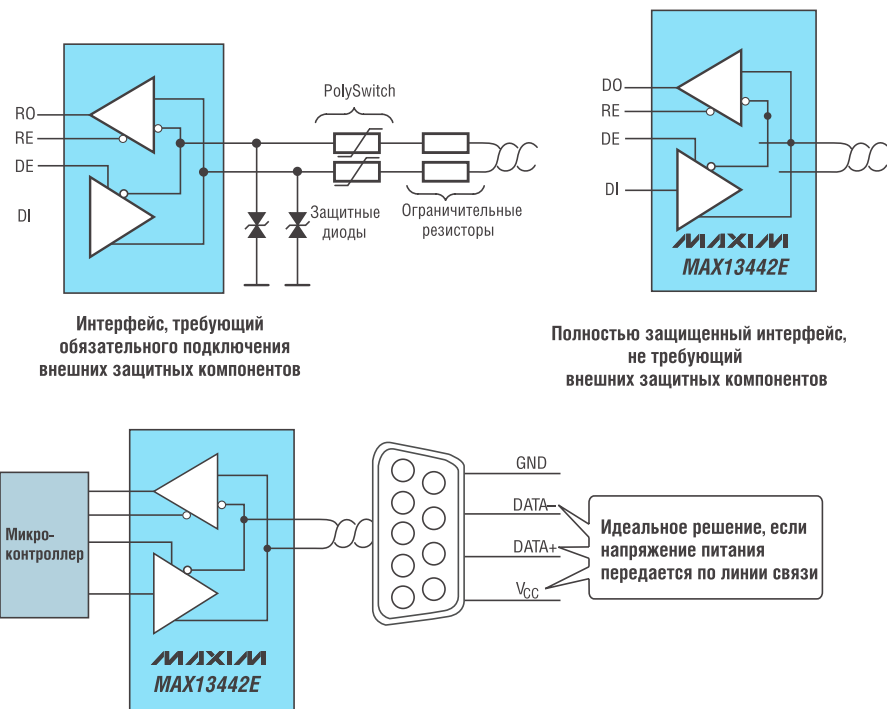 PolySwitch
RO
RE
DE
DI
Защитные
диоды
Ограничительные
резисторы
Интерфейс, требующий
обязательного подключения
внешних защитных компонентов
DO
RE
DE
DI
MAXIM
MAX13442E
Полностью защищенный интерфейс,
не требующий
внешних защитных компонентов
Микро-
контроллер
MAXIM
MAX13442E
GND
DATA–
DATA+
VCC
Идеальное решение, если
напряжение питания
передается по линии связи